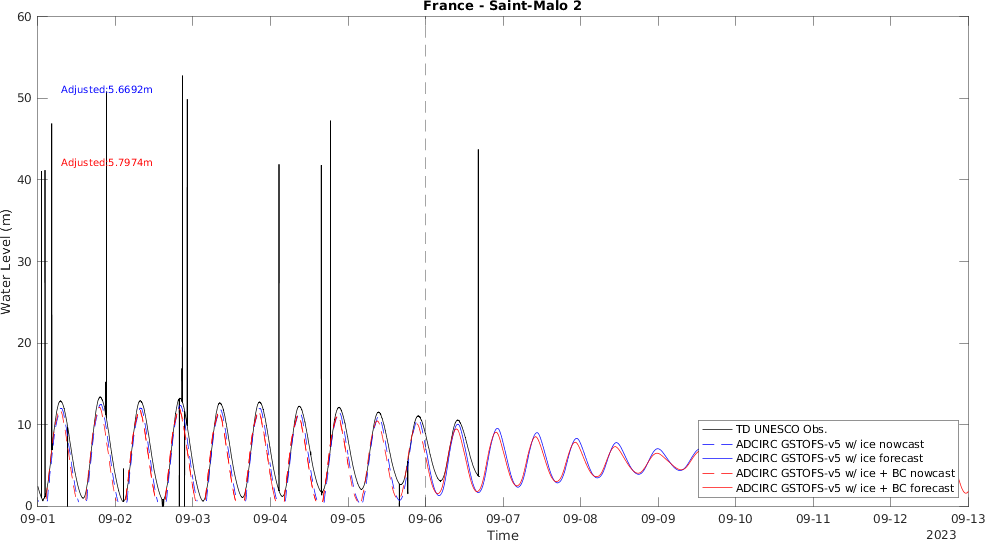 France - Saint-Malo 2
60
50
40
30
20
10
0
Water Level (m)
Adjusted:5.6692m
Adjusted:5.7974m
TD UNESCO Obs.
ADCIRC GSTOFS-v5 w/ ice nowcast
ADCIRC GSTOFS-v5 w/ ice forecast
ADCIRC GSTOFS-v5 w/ ice + BC nowcast
ADCIRC GSTOFS-v5 w/ ice + BC forecast
09-01 09-02 09-03 09-04 09-05 09-06 09-07 09-08 09-09 09-10 09-11 09-12 09-13
Time
2023